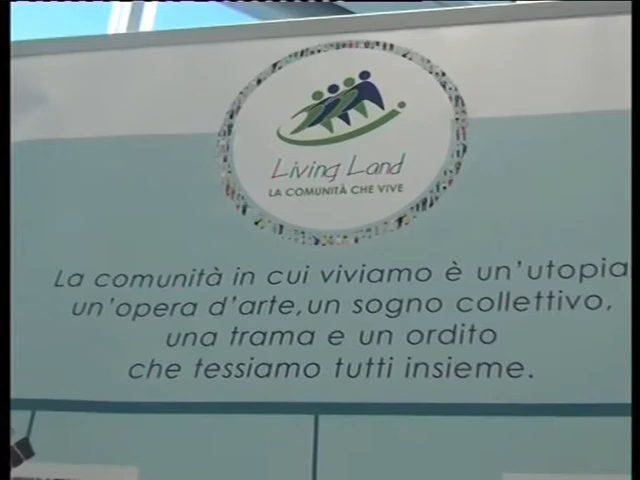 Living Land
LA COMUNITÀ CHE VIVE
La comunità in cui viviamo è un'utopia
un'opera d'arte, un sogno collettivo,
una trama e un ordito
che tessiamo tutti insieme.